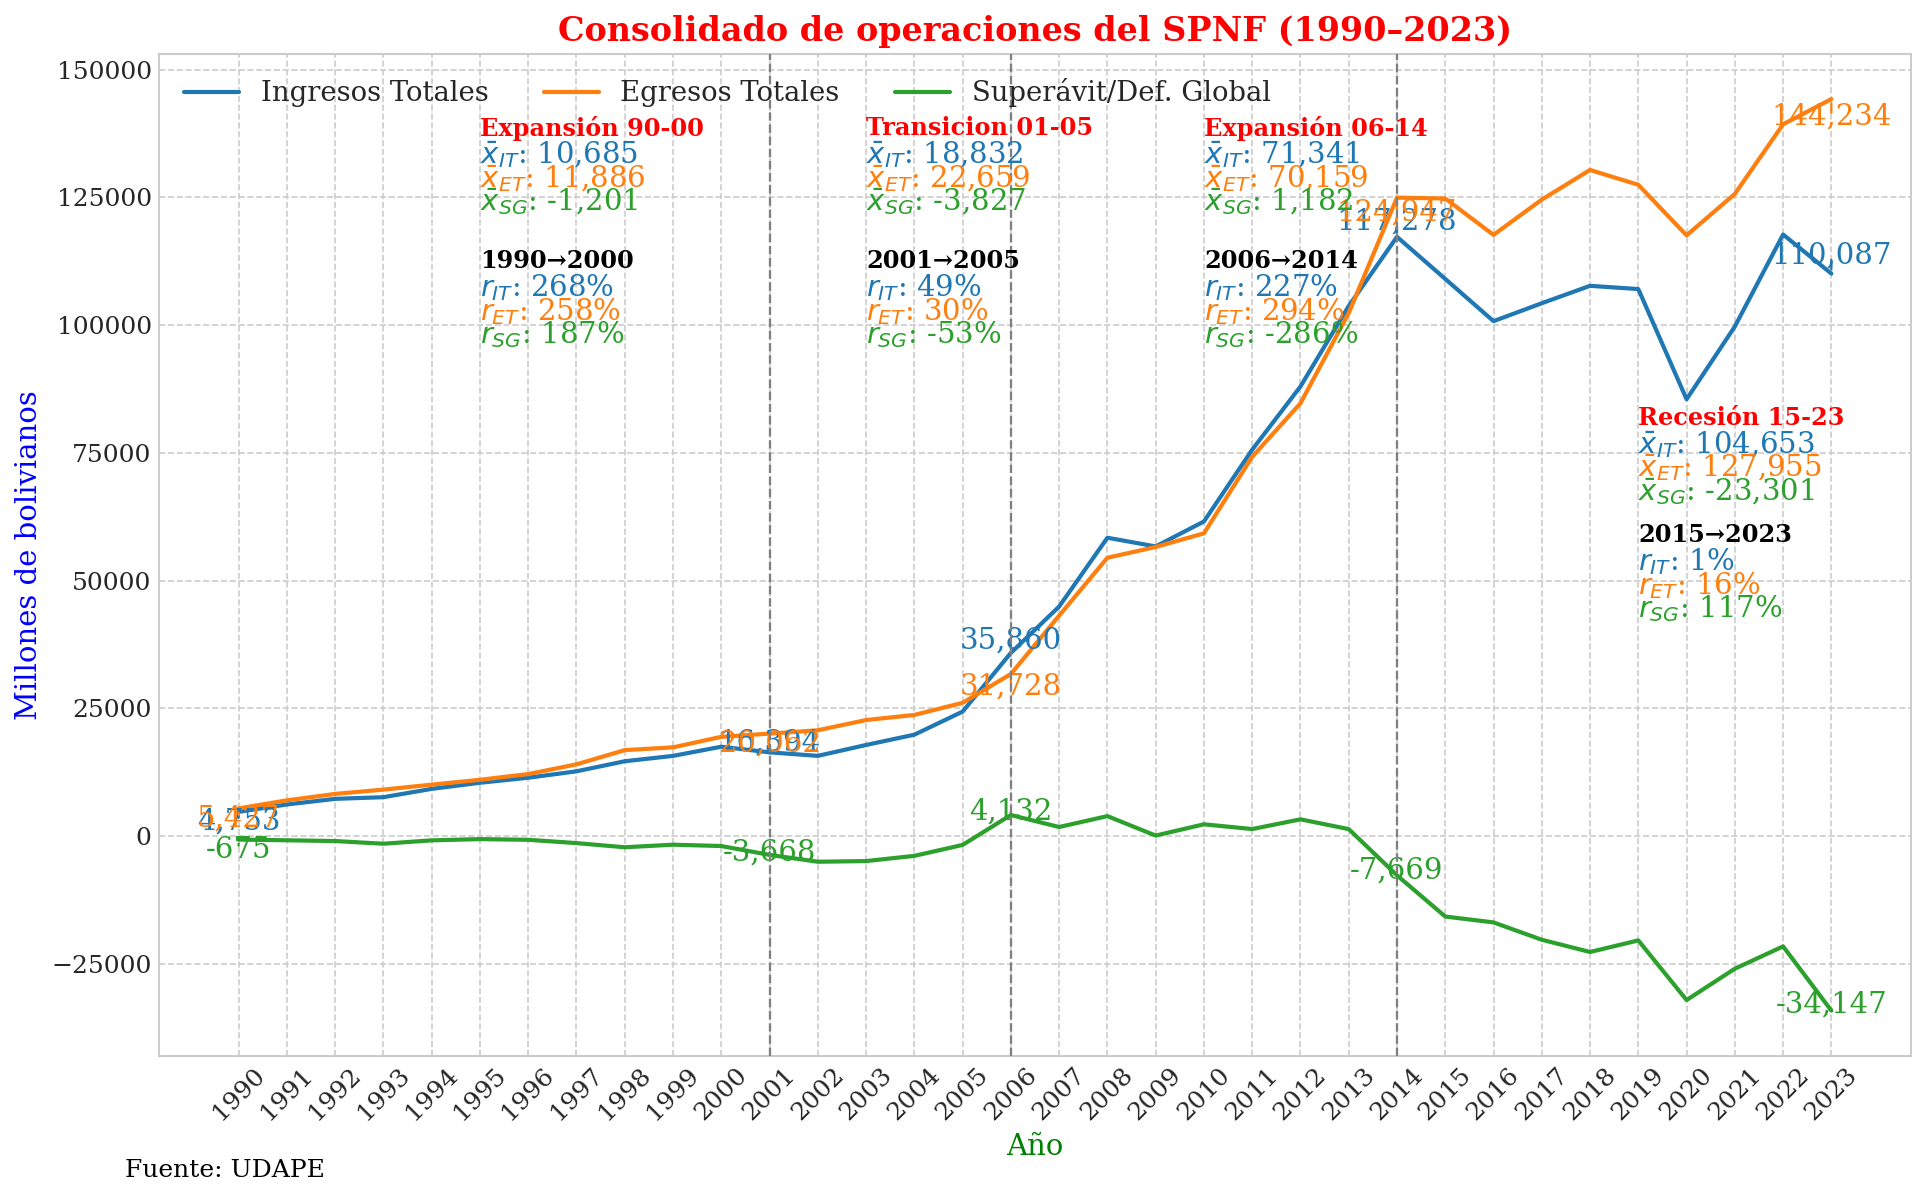 Consolidado de operaciones del SPNF (1990–2023)
Ingresos Totales Egresos Totales Superávit/Def. Global
Expansión 90-00
x̄IT: 10,685
x̄ET: 11,886
x̄SG: -1,201
1990→2000
rIT: 268%
rET: 258%
rSG: 187%
Transicion 01-05
x̄IT: 18,832
x̄ET: 22,659
x̄SG: -3,827
2001→2005
rIT: 49%
rET: 30%
rSG: -53%
Expansión 06-14
x̄IT: 71,341
x̄ET: 70,159
x̄SG: 1,182
2006→2014
rIT: 227%
rET: 294%
rSG: -286%
Recesión 15-23
x̄IT: 104,653
x̄ET: 127,955
x̄SG: -23,301
2015→2023
rIT: 1%
rET: 16%
rSG: 117%
144,234
110,087
124,947
117,278
35,860
31,728
16,394
5,427
4,753
-675
-3,668
4,132
-7,669
-34,147
150000
125000
100000
75000
50000
25000
0
−25000
Millones de bolivianos
1990 1991 1992 1993 1994 1995 1996 1997 1998 1999 2000 2001 2002 2003 2004 2005 2006 2007 2008 2009 2010 2011 2012 2013 2014 2015 2016 2017 2018 2019 2020 2021 2022 2023
Año
Fuente: UDAPE